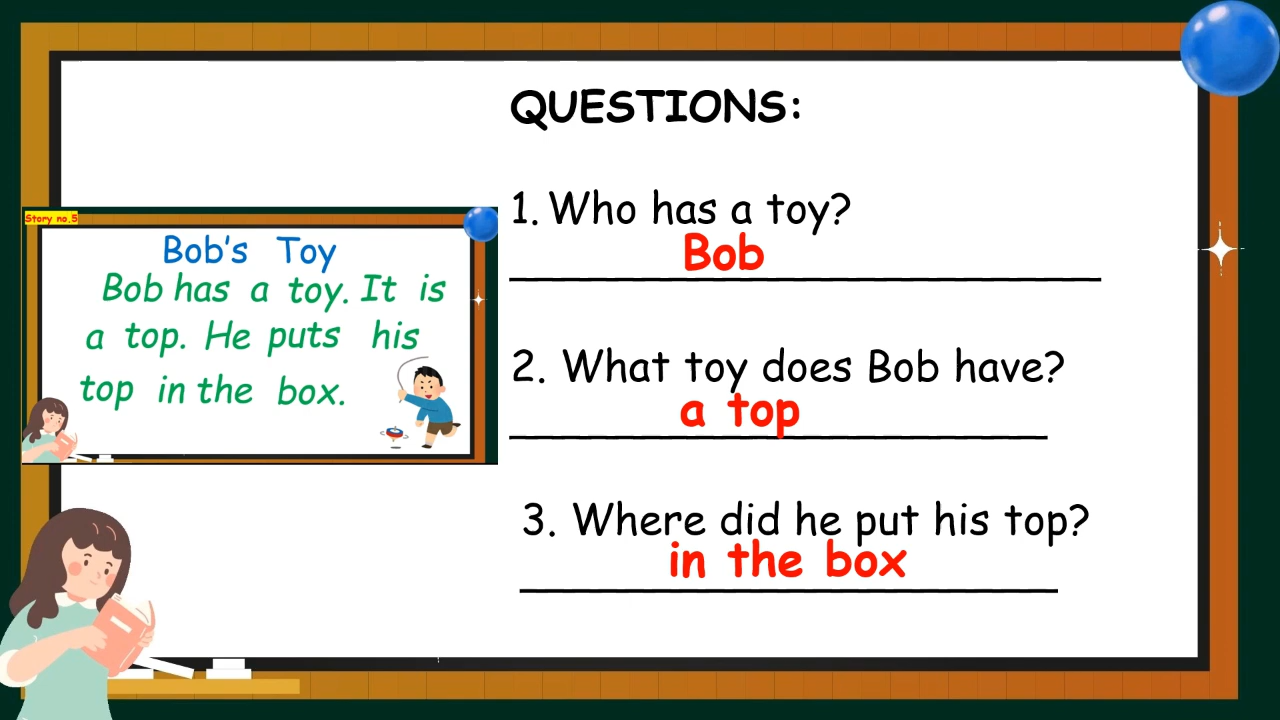 QUESTIONS:
Story no.5
Bob's Toy
Bob has a toy. It is
a top. He puts his
top in the box.
1. Who has a toy?
Bob
2. What toy does Bob have?
a top
3. Where did he put his top?
in the box